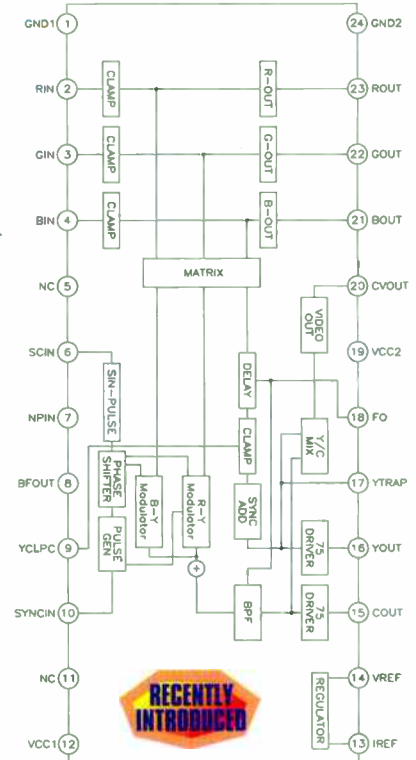 GND1 1
24 GND2
RIN 2
CLAMP
R-OUT
23 ROUT
GIN 3
CLAMP
G-OUT
22 GOUT
BIN 4
CLAMP
B-OUT
21 BOUT
MATRIX
NC 5
20 CVOUT
VIDEO
OUT
SCIN 6
19 VCC2
SIN-PULSE
DELAY
NPIN 7
18 FO
CLAMP
Y/C
MIX
PHASE
SHIFTER
BFOUT 8
17 YTRAP
B-Y
Modulator
R-Y
Modulator
SYNC
ADD
PULSE
GEN
YCLPC 9
75
DRIVER
16 YOUT
+
SYNCIN 10
BPF
75
DRIVER
15 COUT
NC 11
14 VREF
REGULATOR
RECENTLY
INTRODUCED
VCC1 12
13 IREF